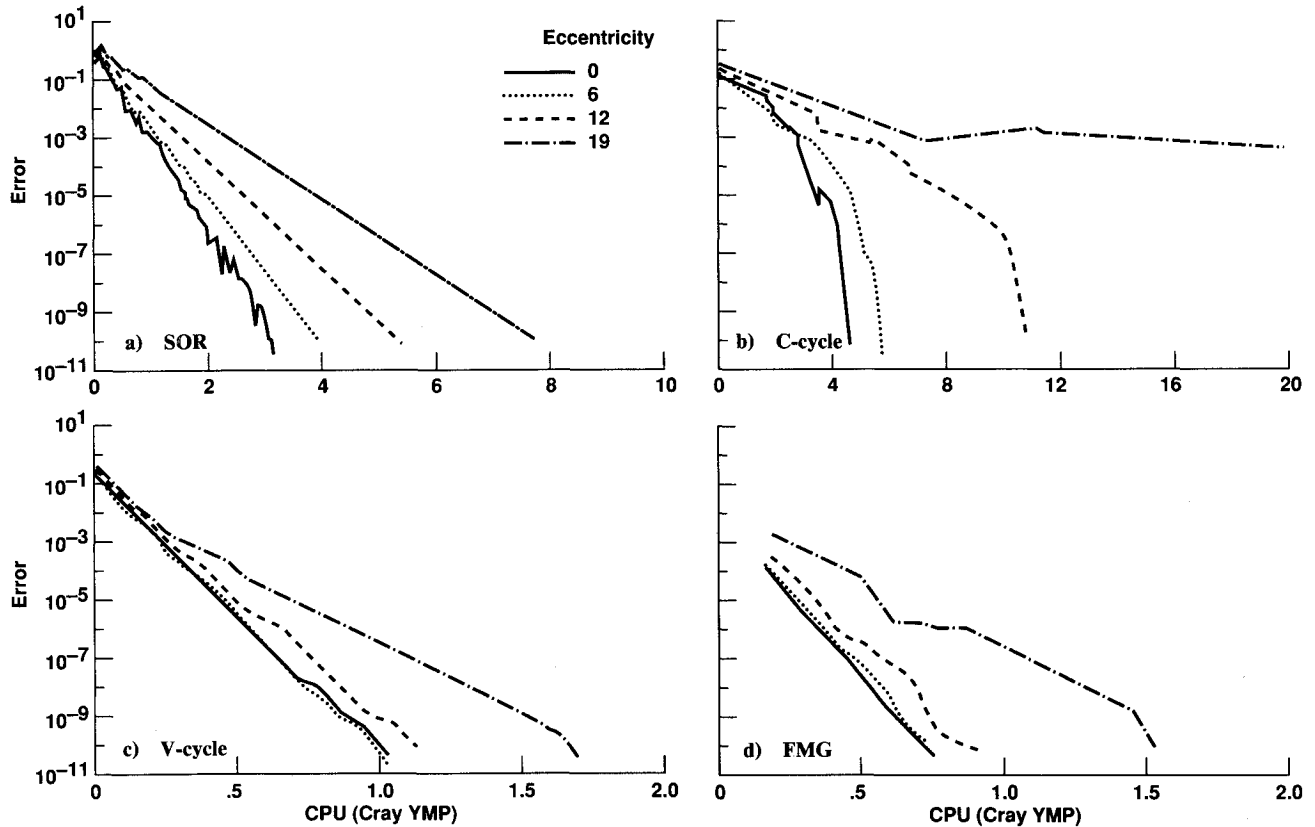 Eccentricity
0
6
12
19
Error
10^1
10^-1
10^-3
10^-5
10^-7
10^-9
10^-11
a) SOR
0 2 4 6 8 10
b) C-cycle
0 4 8 12 16 20
Error
10^1
10^-1
10^-3
10^-5
10^-7
10^-9
10^-11
c) V-cycle
0 .5 1.0 1.5 2.0
CPU (Cray YMP)
d) FMG
0 .5 1.0 1.5 2.0
CPU (Cray YMP)